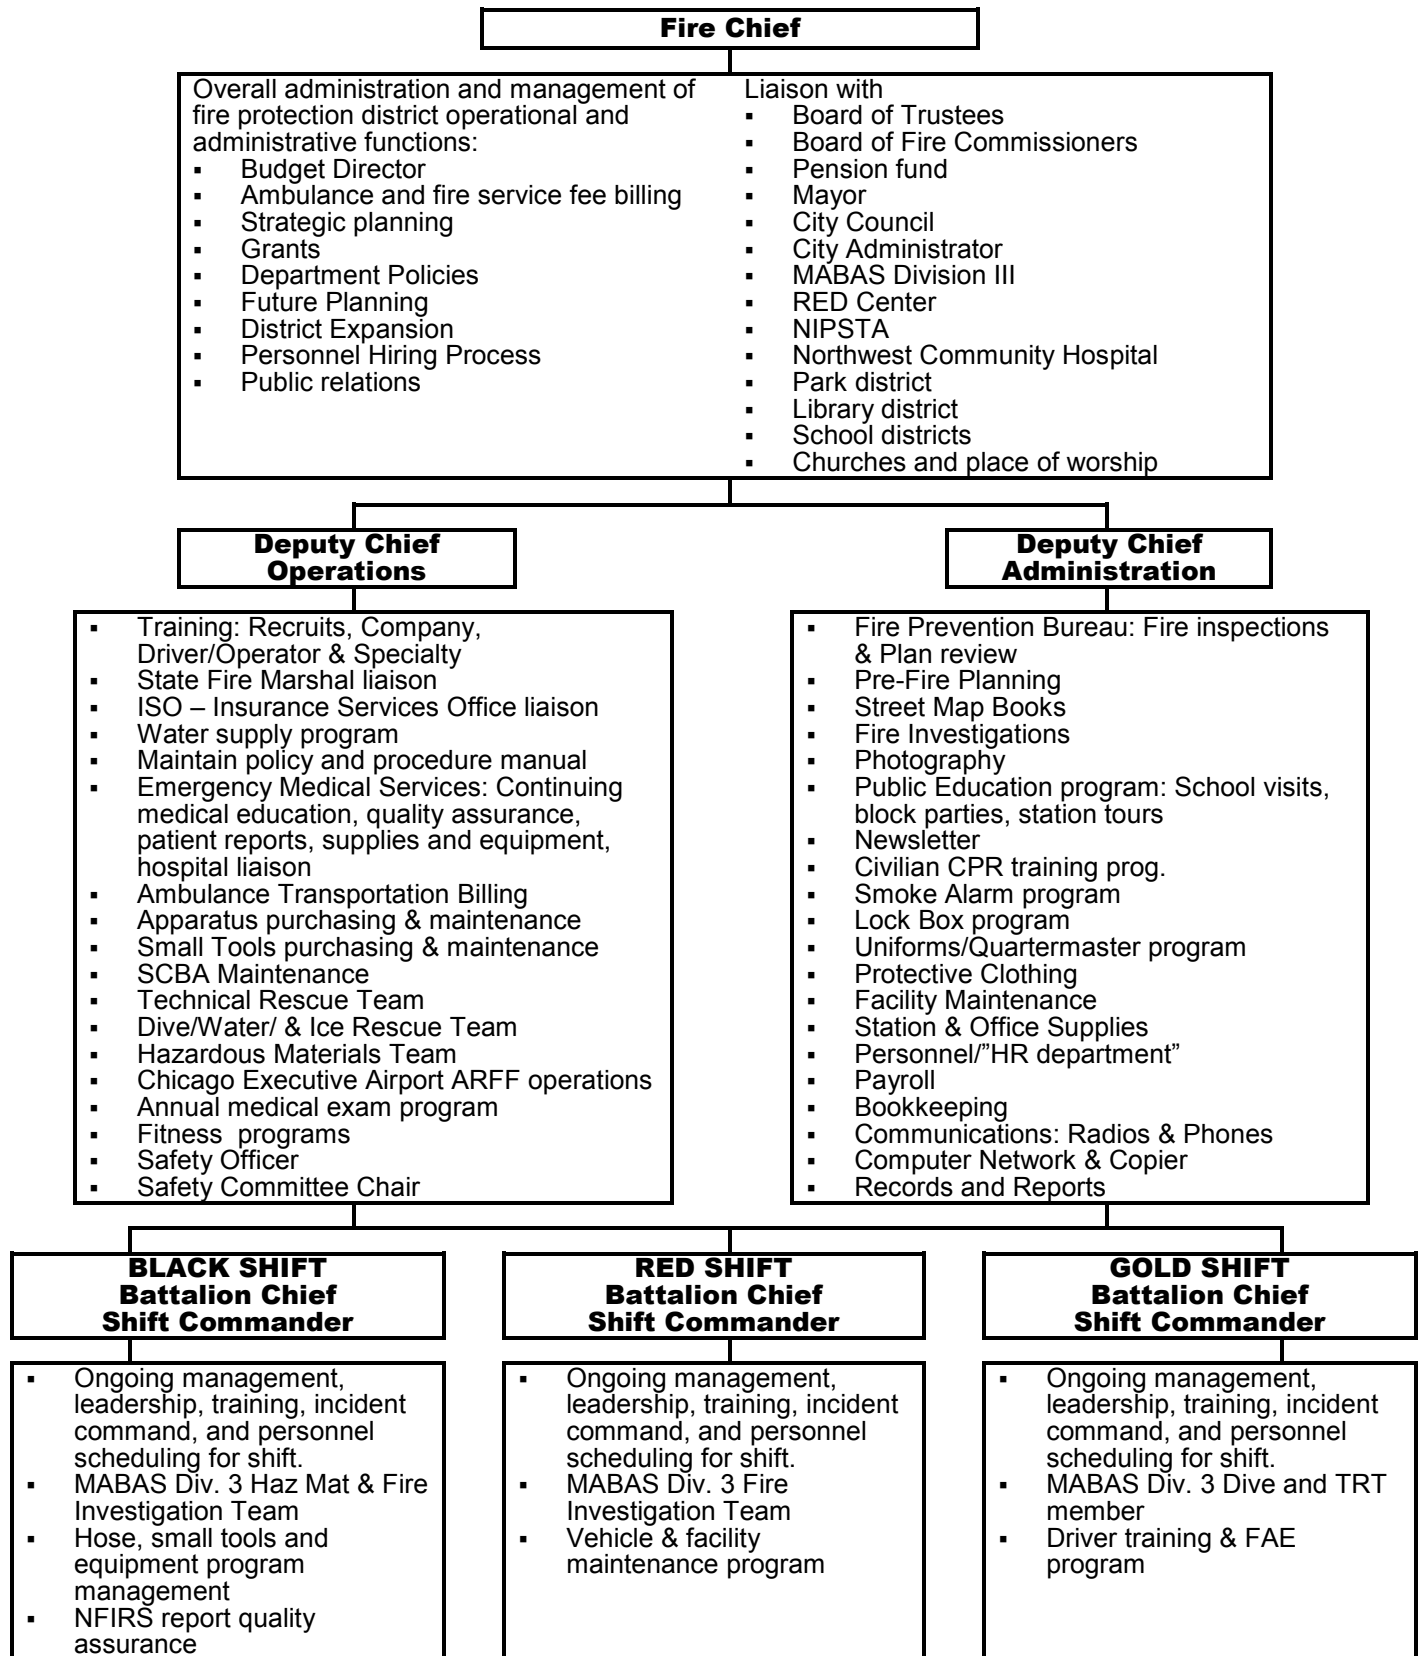 Fire Chief
Overall administration and management of
fire protection district operational and
administrative functions:
▪ Budget Director
▪ Ambulance and fire service fee billing
▪ Strategic planning
▪ Grants
▪ Department Policies
▪ Future Planning
▪ District Expansion
▪ Personnel Hiring Process
▪ Public relations
Liaison with
▪ Board of Trustees
▪ Board of Fire Commissioners
▪ Pension fund
▪ Mayor
▪ City Council
▪ City Administrator
▪ MABAS Division III
▪ RED Center
▪ NIPSTA
▪ Northwest Community Hospital
▪ Park district
▪ Library district
▪ School districts
▪ Churches and place of worship
Deputy Chief
Operations
▪ Training: Recruits, Company,
Driver/Operator & Specialty
▪ State Fire Marshal liaison
▪ ISO – Insurance Services Office liaison
▪ Water supply program
▪ Maintain policy and procedure manual
▪ Emergency Medical Services: Continuing
medical education, quality assurance,
patient reports, supplies and equipment,
hospital liaison
▪ Ambulance Transportation Billing
▪ Apparatus purchasing & maintenance
▪ Small Tools purchasing & maintenance
▪ SCBA Maintenance
▪ Technical Rescue Team
▪ Dive/Water/ & Ice Rescue Team
▪ Hazardous Materials Team
▪ Chicago Executive Airport ARFF operations
▪ Annual medical exam program
▪ Fitness  programs
▪ Safety Officer
▪ Safety Committee Chair
Deputy Chief
Administration
▪ Fire Prevention Bureau: Fire inspections
& Plan review
▪ Pre-Fire Planning
▪ Street Map Books
▪ Fire Investigations
▪ Photography
▪ Public Education program: School visits,
block parties, station tours
▪ Newsletter
▪ Civilian CPR training prog.
▪ Smoke Alarm program
▪ Lock Box program
▪ Uniforms/Quartermaster program
▪ Protective Clothing
▪ Facility Maintenance
▪ Station & Office Supplies
▪ Personnel/”HR department”
▪ Payroll
▪ Bookkeeping
▪ Communications: Radios & Phones
▪ Computer Network & Copier
▪ Records and Reports
BLACK SHIFT
Battalion Chief
Shift Commander
▪ Ongoing management,
leadership, training, incident
command, and personnel
scheduling for shift.
▪ MABAS Div. 3 Haz Mat & Fire
Investigation Team
▪ Hose, small tools and
equipment program
management
▪ NFIRS report quality
assurance
RED SHIFT
Battalion Chief
Shift Commander
▪ Ongoing management,
leadership, training, incident
command, and personnel
scheduling for shift.
▪ MABAS Div. 3 Fire
Investigation Team
▪ Vehicle & facility
maintenance program
GOLD SHIFT
Battalion Chief
Shift Commander
▪ Ongoing management,
leadership, training, incident
command, and personnel
scheduling for shift.
▪ MABAS Div. 3 Dive and TRT
member
▪ Driver training & FAE
program